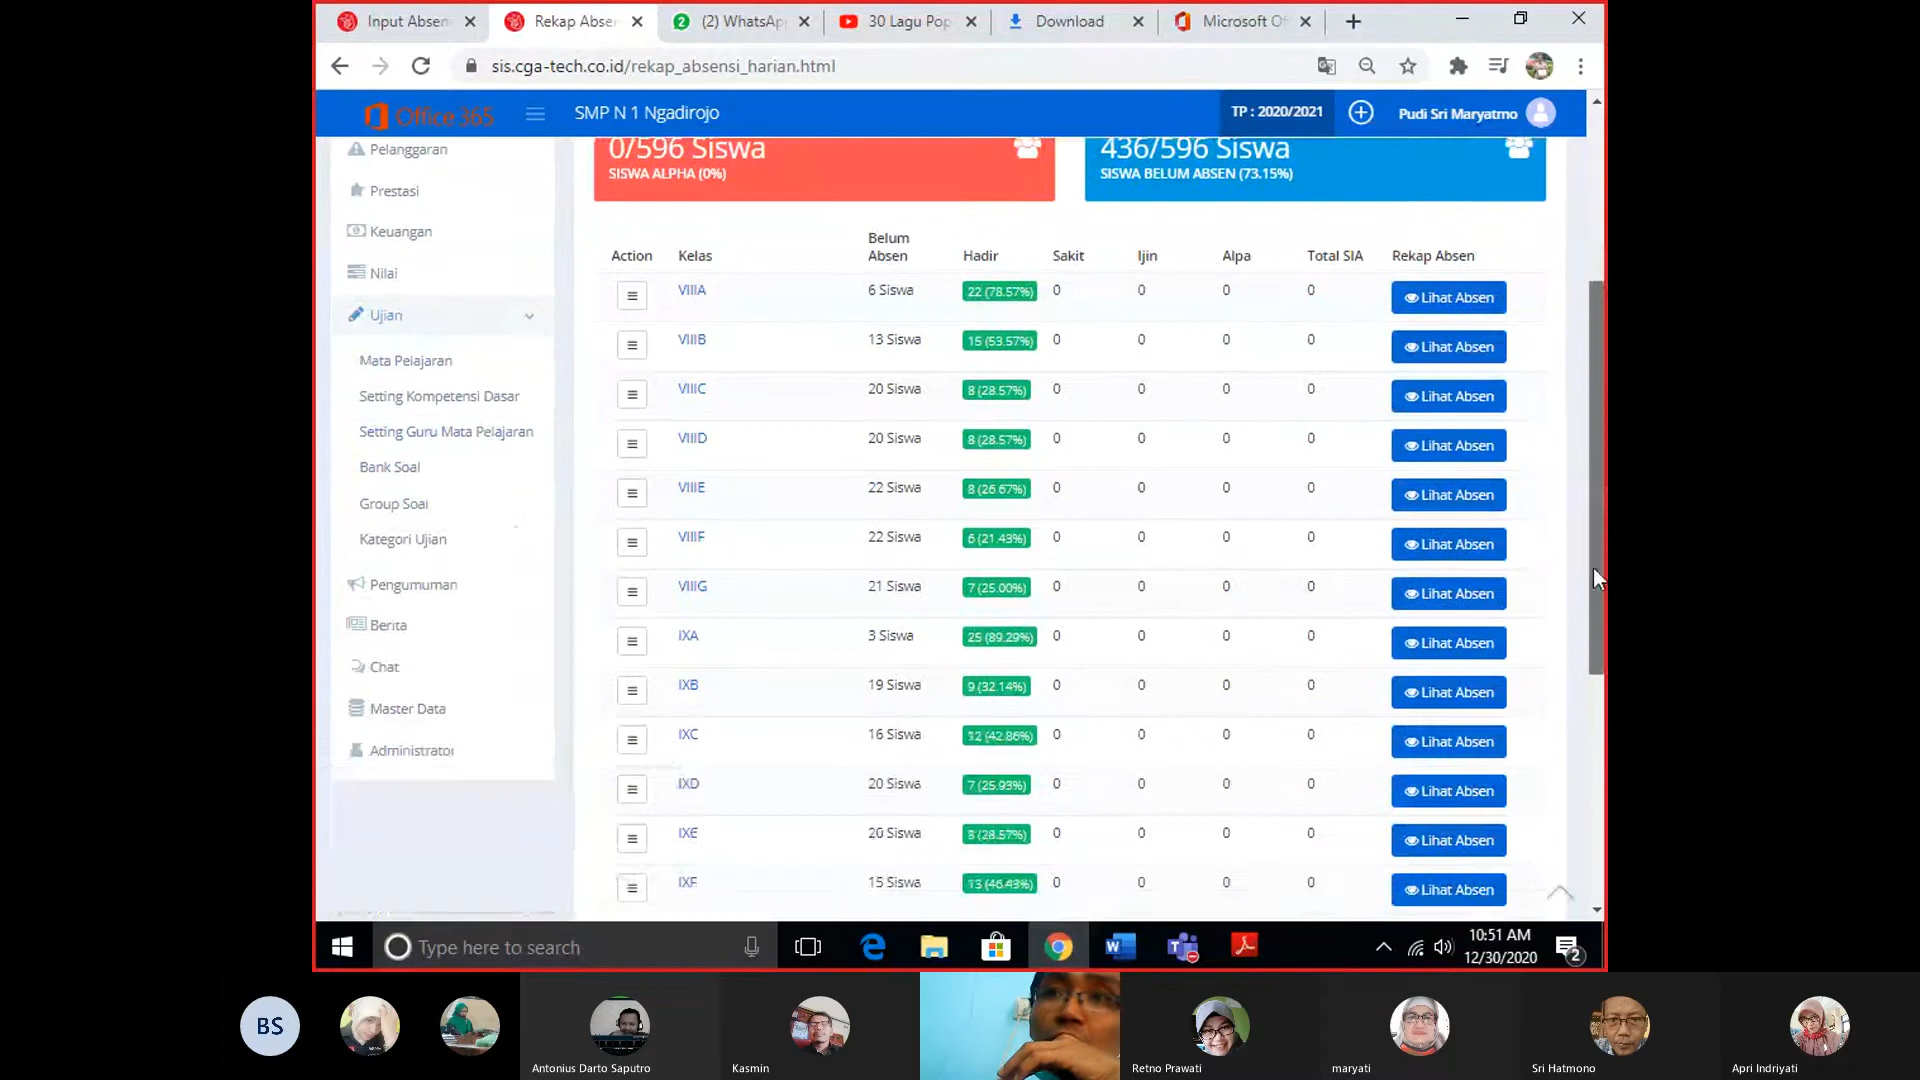 Input Absen
Rekap Abse
(2) WhatsAp
30 Lagu Pop
Download
Microsoft Of
sis.cga-tech.co.id/rekap_absensi_harian.html
Office 365
SMP N 1 Ngadirojo
TP : 2020/2021
Pudi Sri Maryatmo
Pelanggaran
Prestasi
Keuangan
Nilai
Ujian
Mata Pelajaran
Setting Kompetensi Dasar
Setting Guru Mata Pelajaran
Bank Soal
Group Soal
Kategori Ujian
Pengumuman
Berita
Chat
Master Data
Administrator
0/596 Siswa
SISWA ALPHA (0%)
436/596 Siswa
SISWA BELUM ABSEN (73.15%)
Action Kelas Belum Absen Hadir Sakit Ijin Alpa Total SIA Rekap Absen
VIIIA 6 Siswa 22 (78.57%) 0 0 0 0 Lihat Absen
VIIIB 13 Siswa 15 (53.57%) 0 0 0 0 Lihat Absen
VIIIC 20 Siswa 8 (28.57%) 0 0 0 0 Lihat Absen
VIIID 20 Siswa 8 (28.57%) 0 0 0 0 Lihat Absen
VIIIE 22 Siswa 8 (26.67%) 0 0 0 0 Lihat Absen
VIIIF 22 Siswa 6 (21.43%) 0 0 0 0 Lihat Absen
VIIIG 21 Siswa 7 (25.00%) 0 0 0 0 Lihat Absen
IXA 3 Siswa 25 (89.29%) 0 0 0 0 Lihat Absen
IXB 19 Siswa 9 (32.14%) 0 0 0 0 Lihat Absen
IXC 16 Siswa 12 (42.86%) 0 0 0 0 Lihat Absen
IXD 20 Siswa 7 (25.93%) 0 0 0 0 Lihat Absen
IXE 20 Siswa 8 (28.57%) 0 0 0 0 Lihat Absen
IXF 15 Siswa 13 (46.43%) 0 0 0 0 Lihat Absen
Type here to search
10:51 AM
12/30/2020
2
BS
Antonius Darto Saputro
Kasmin
Retno Prawati
maryati
Sri Hatmono
Apri Indriyati